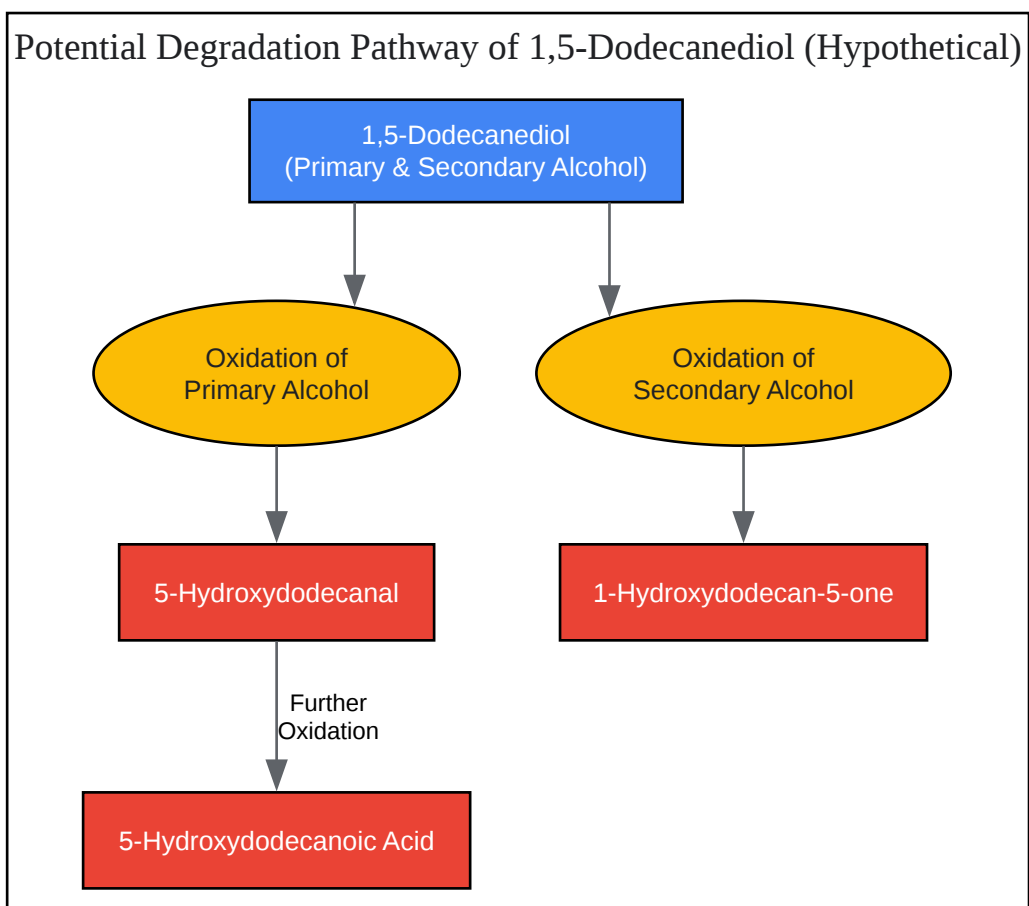 Potential Degradation Pathway of 1,5-Dodecanediol (Hypothetical)
1,5-Dodecanediol
(Primary & Secondary Alcohol)
Oxidation of
Primary Alcohol
Oxidation of
Secondary Alcohol
5-Hydroxydodecanal
1-Hydroxydodecan-5-one
Further
Oxidation
5-Hydroxydodecanoic Acid